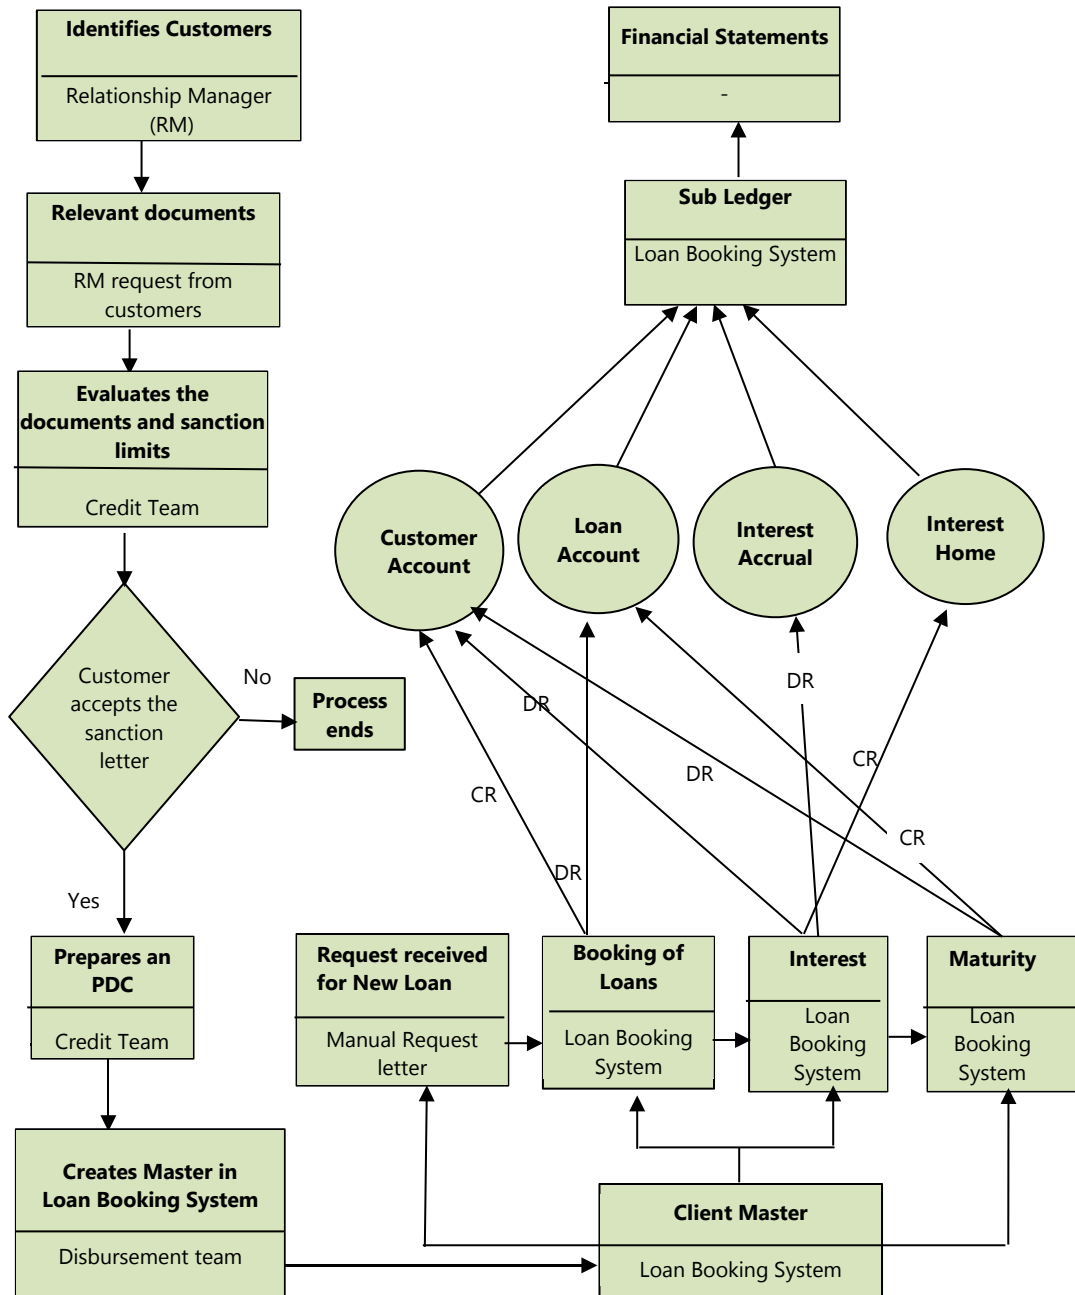 Identifies Customers
Relationship Manager
(RM)
Relevant documents
RM request from
customers
Evaluates the
documents and sanction
limits
Credit Team
Customer
accepts the
sanction
letter
No
Process
ends
Yes
Prepares an
PDC
Credit Team
Creates Master in
Loan Booking System
Disbursement team
Financial Statements
-
Sub Ledger
Loan Booking System
Customer
Account
Loan
Account
Interest
Accrual
Interest
Home
DR
DR
CR
DR
CR
CR
DR
Request received
for New Loan
Manual Request
letter
Booking of
Loans
Loan Booking
System
Interest
Loan
Booking
System
Maturity
Loan
Booking
System
Client Master
Loan Booking System